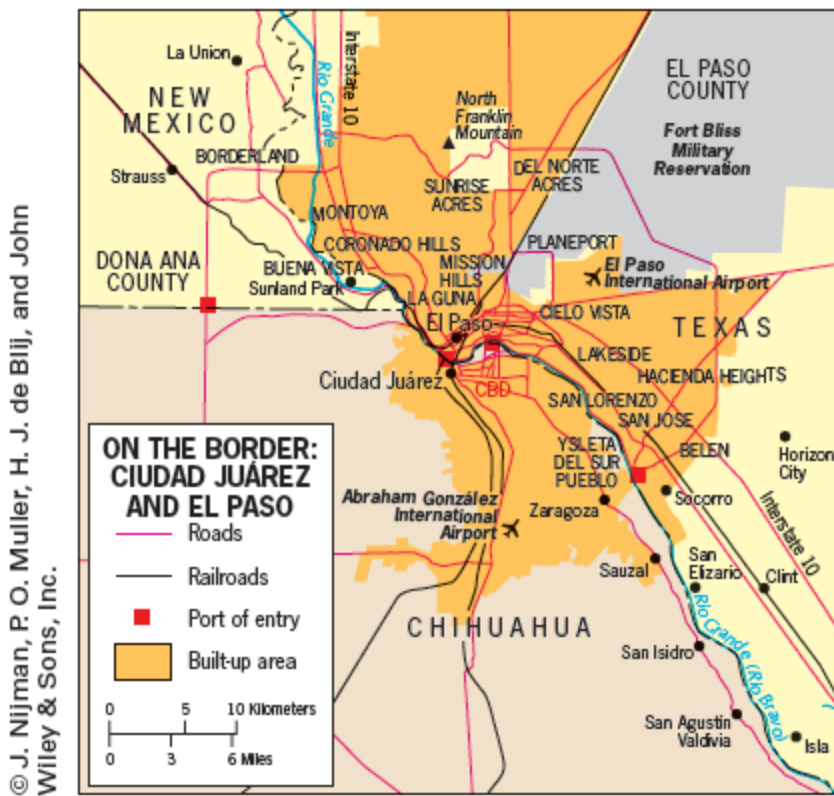 La Union
NEW
MEXICO
Rio Grande
Interstate 10
North
Franklin
Mountain
EL PASO
COUNTY
Fort Bliss
Military
Reservation
Strauss
BORDERLAND
SUNRISE
ACRES
DEL NORTE
ACRES
MONTOYA
DONA ANA
COUNTY
CORONADO HILLS
PLANEPORT
BUENA VISTA
Sunland Park
MISSION
HILLS
El Paso
International Airport
LA GUNA
El Paso
CIELO VISTA
TEXAS
LAKESIDE
Ciudad Juárez
CBD
HACIENDA HEIGHTS
SAN LORENZO
SAN JOSE
YSLETA
DEL SUR
PUEBLO
BELEN
Horizon
City
Abraham González
International
Airport
Zaragoza
Socorro
Interstate 10
Sauzal
San
Elizario
Clint
CHIHUAHUA
Río Grande (Río Bravo)
San Isidro
San Agustín
Valdivia
Isla
ON THE BORDER:
CIUDAD JUÁREZ
AND EL PASO
Roads
Railroads
Port of entry
Built-up area
0 5 10 Kilometers
0 3 6 Miles
© J. Nijman, P. O. Muller, H. J. de Blij, and John
Wiley & Sons, Inc.